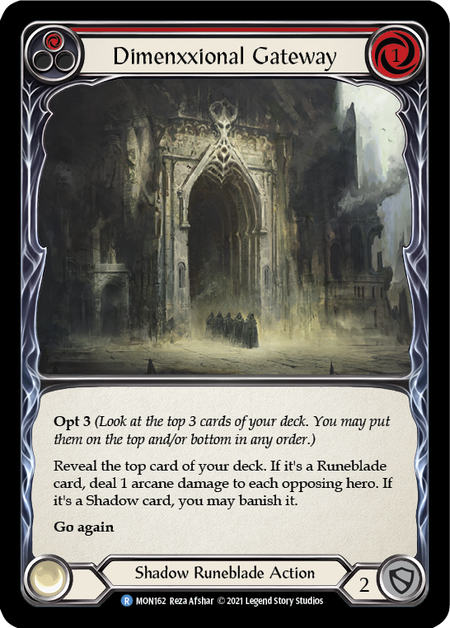 Dimenxxional Gateway
1
Opt 3 (Look at the top 3 cards of your deck. You may put
them on the top and/or bottom in any order.)
Reveal the top card of your deck. If it's a Runeblade
card, deal 1 arcane damage to each opposing hero. If
it's a Shadow card, you may banish it.
Go again
Shadow Runeblade Action
2
R MON162 Reza Afshar © 2021 Legend Story Studios